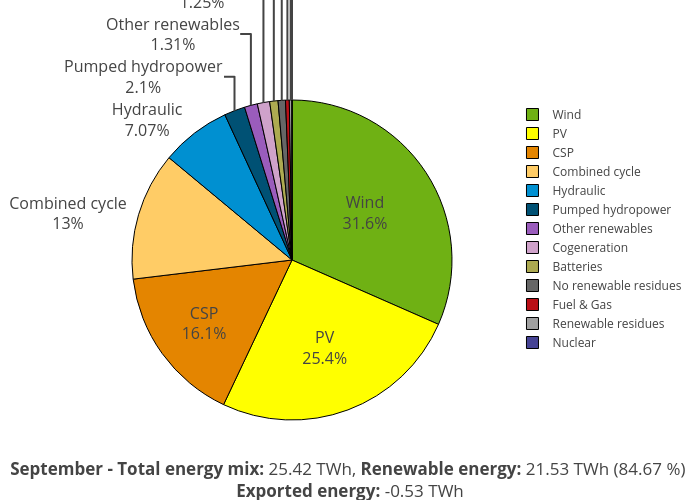 1.25%
Other renewables
1.31%
Pumped hydropower
2.1%
Hydraulic
7.07%
Combined cycle
13%
CSP
16.1%
Wind
31.6%
PV
25.4%
Wind
PV
CSP
Combined cycle
Hydraulic
Pumped hydropower
Other renewables
Cogeneration
Batteries
No renewable residues
Fuel & Gas
Renewable residues
Nuclear
September - Total energy mix: 25.42 TWh, Renewable energy: 21.53 TWh (84.67 %)
Exported energy: -0.53 TWh